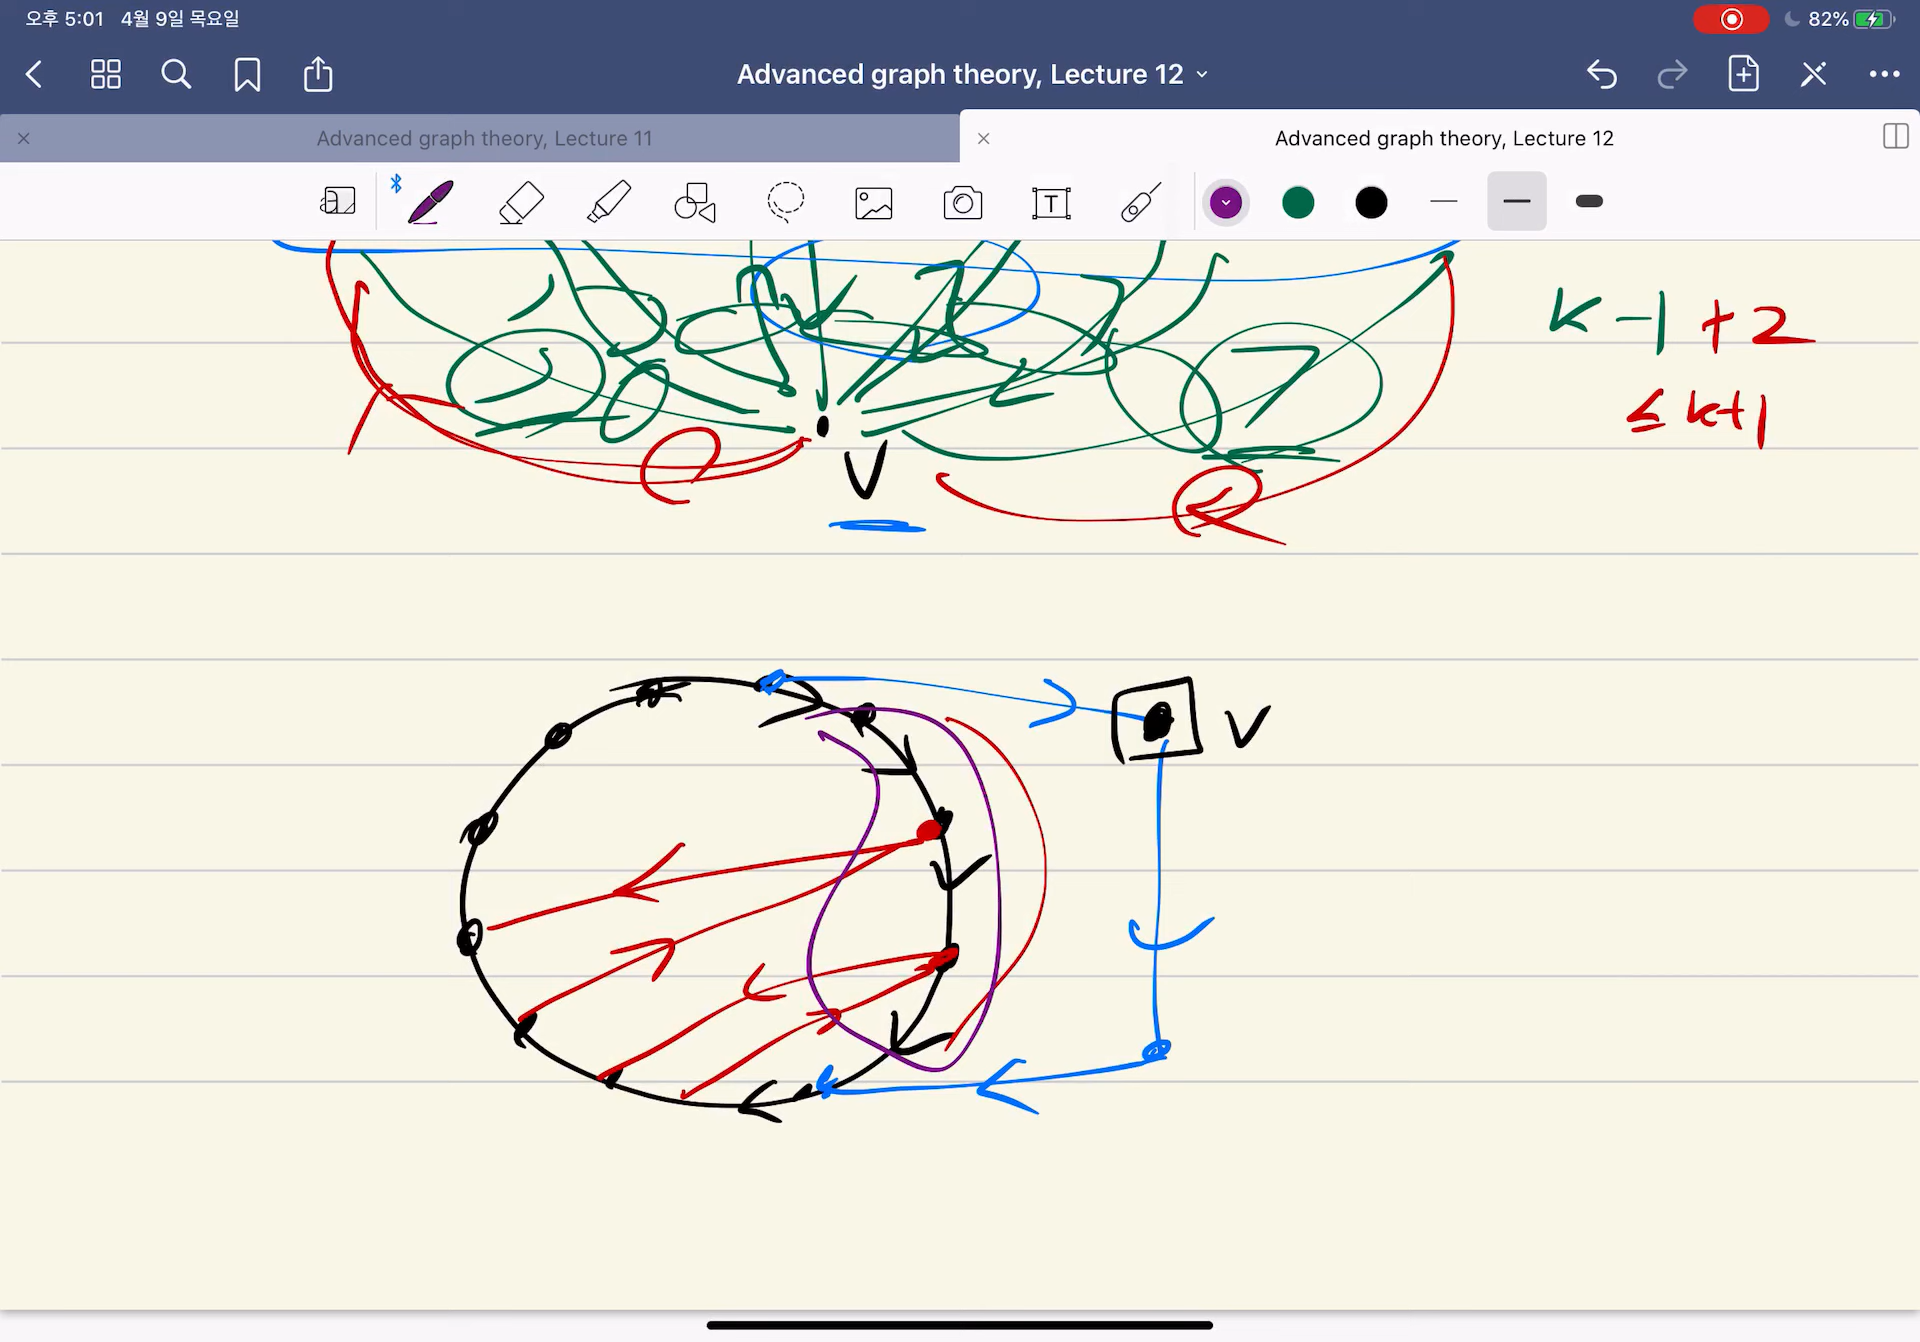 오후 5:01 4월 9일 목요일
82%
Advanced graph theory, Lecture 12
Advanced graph theory, Lecture 11
Advanced graph theory, Lecture 12
a
T
k-1+2
≤ k+1
V
V